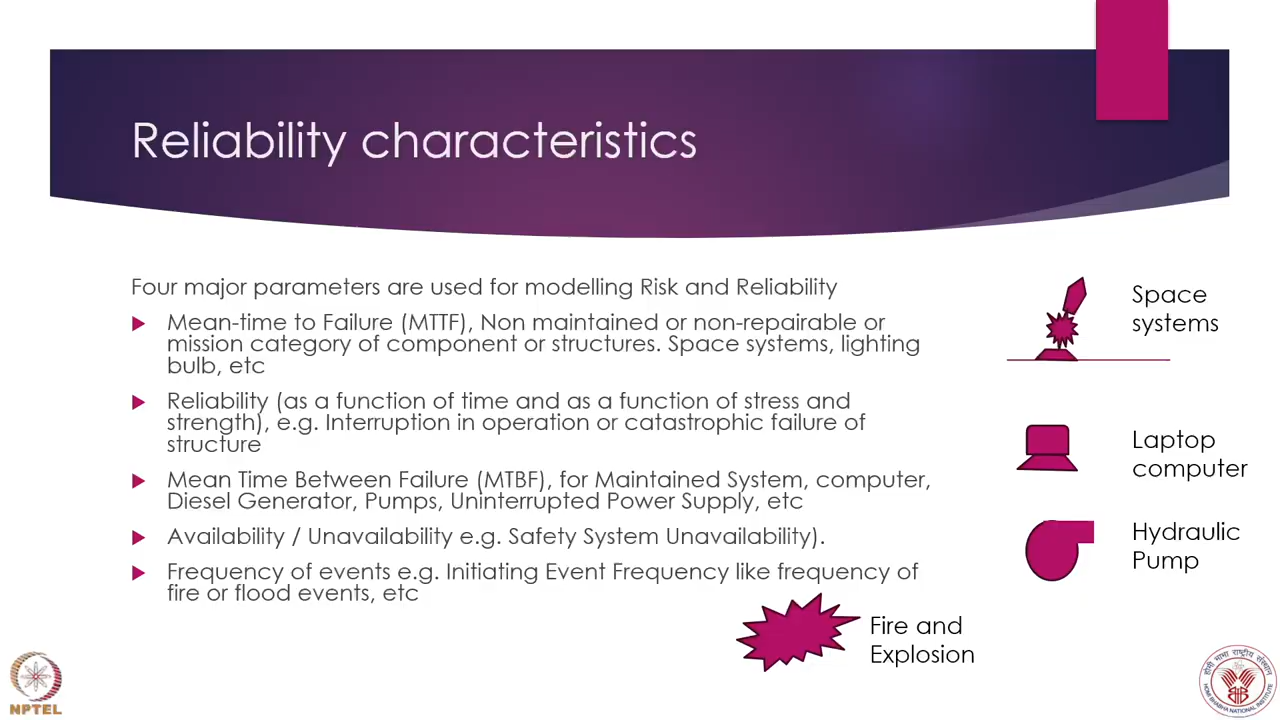 Reliability characteristics
Four major parameters are used for modelling Risk and Reliability
Mean-time to Failure (MTTF), Non maintained or non-repairable or
mission category of component or structures. Space systems, lighting
bulb, etc
Reliability (as a function of time and as a function of stress and
strength), e.g. Interruption in operation or catastrophic failure of
structure
Mean Time Between Failure (MTBF), for Maintained System, computer,
Diesel Generator, Pumps, Uninterrupted Power Supply, etc
Availability / Unavailability e.g. Safety System Unavailability).
Frequency of events e.g. Initiating Event Frequency like frequency of
fire or flood events, etc
Space
systems
Laptop
computer
Hydraulic
Pump
Fire and
Explosion
NPTEL
होमी भाभा राष्ट्रीय संस्थान
HOMI BHABHA NATIONAL INSTITUTE